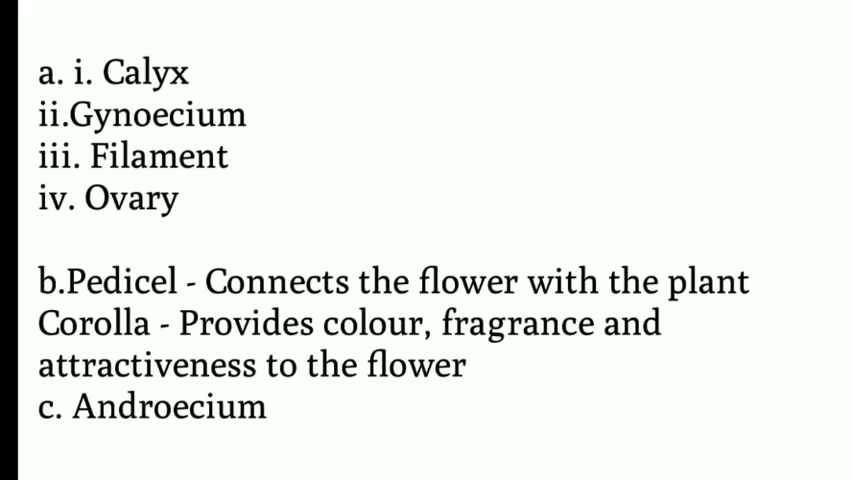 a. i. Calyx
ii.Gynoecium
iii. Filament
iv. Ovary
b.Pedicel - Connects the flower with the plant
Corolla - Provides colour, fragrance and
attractiveness to the flower
c. Androecium